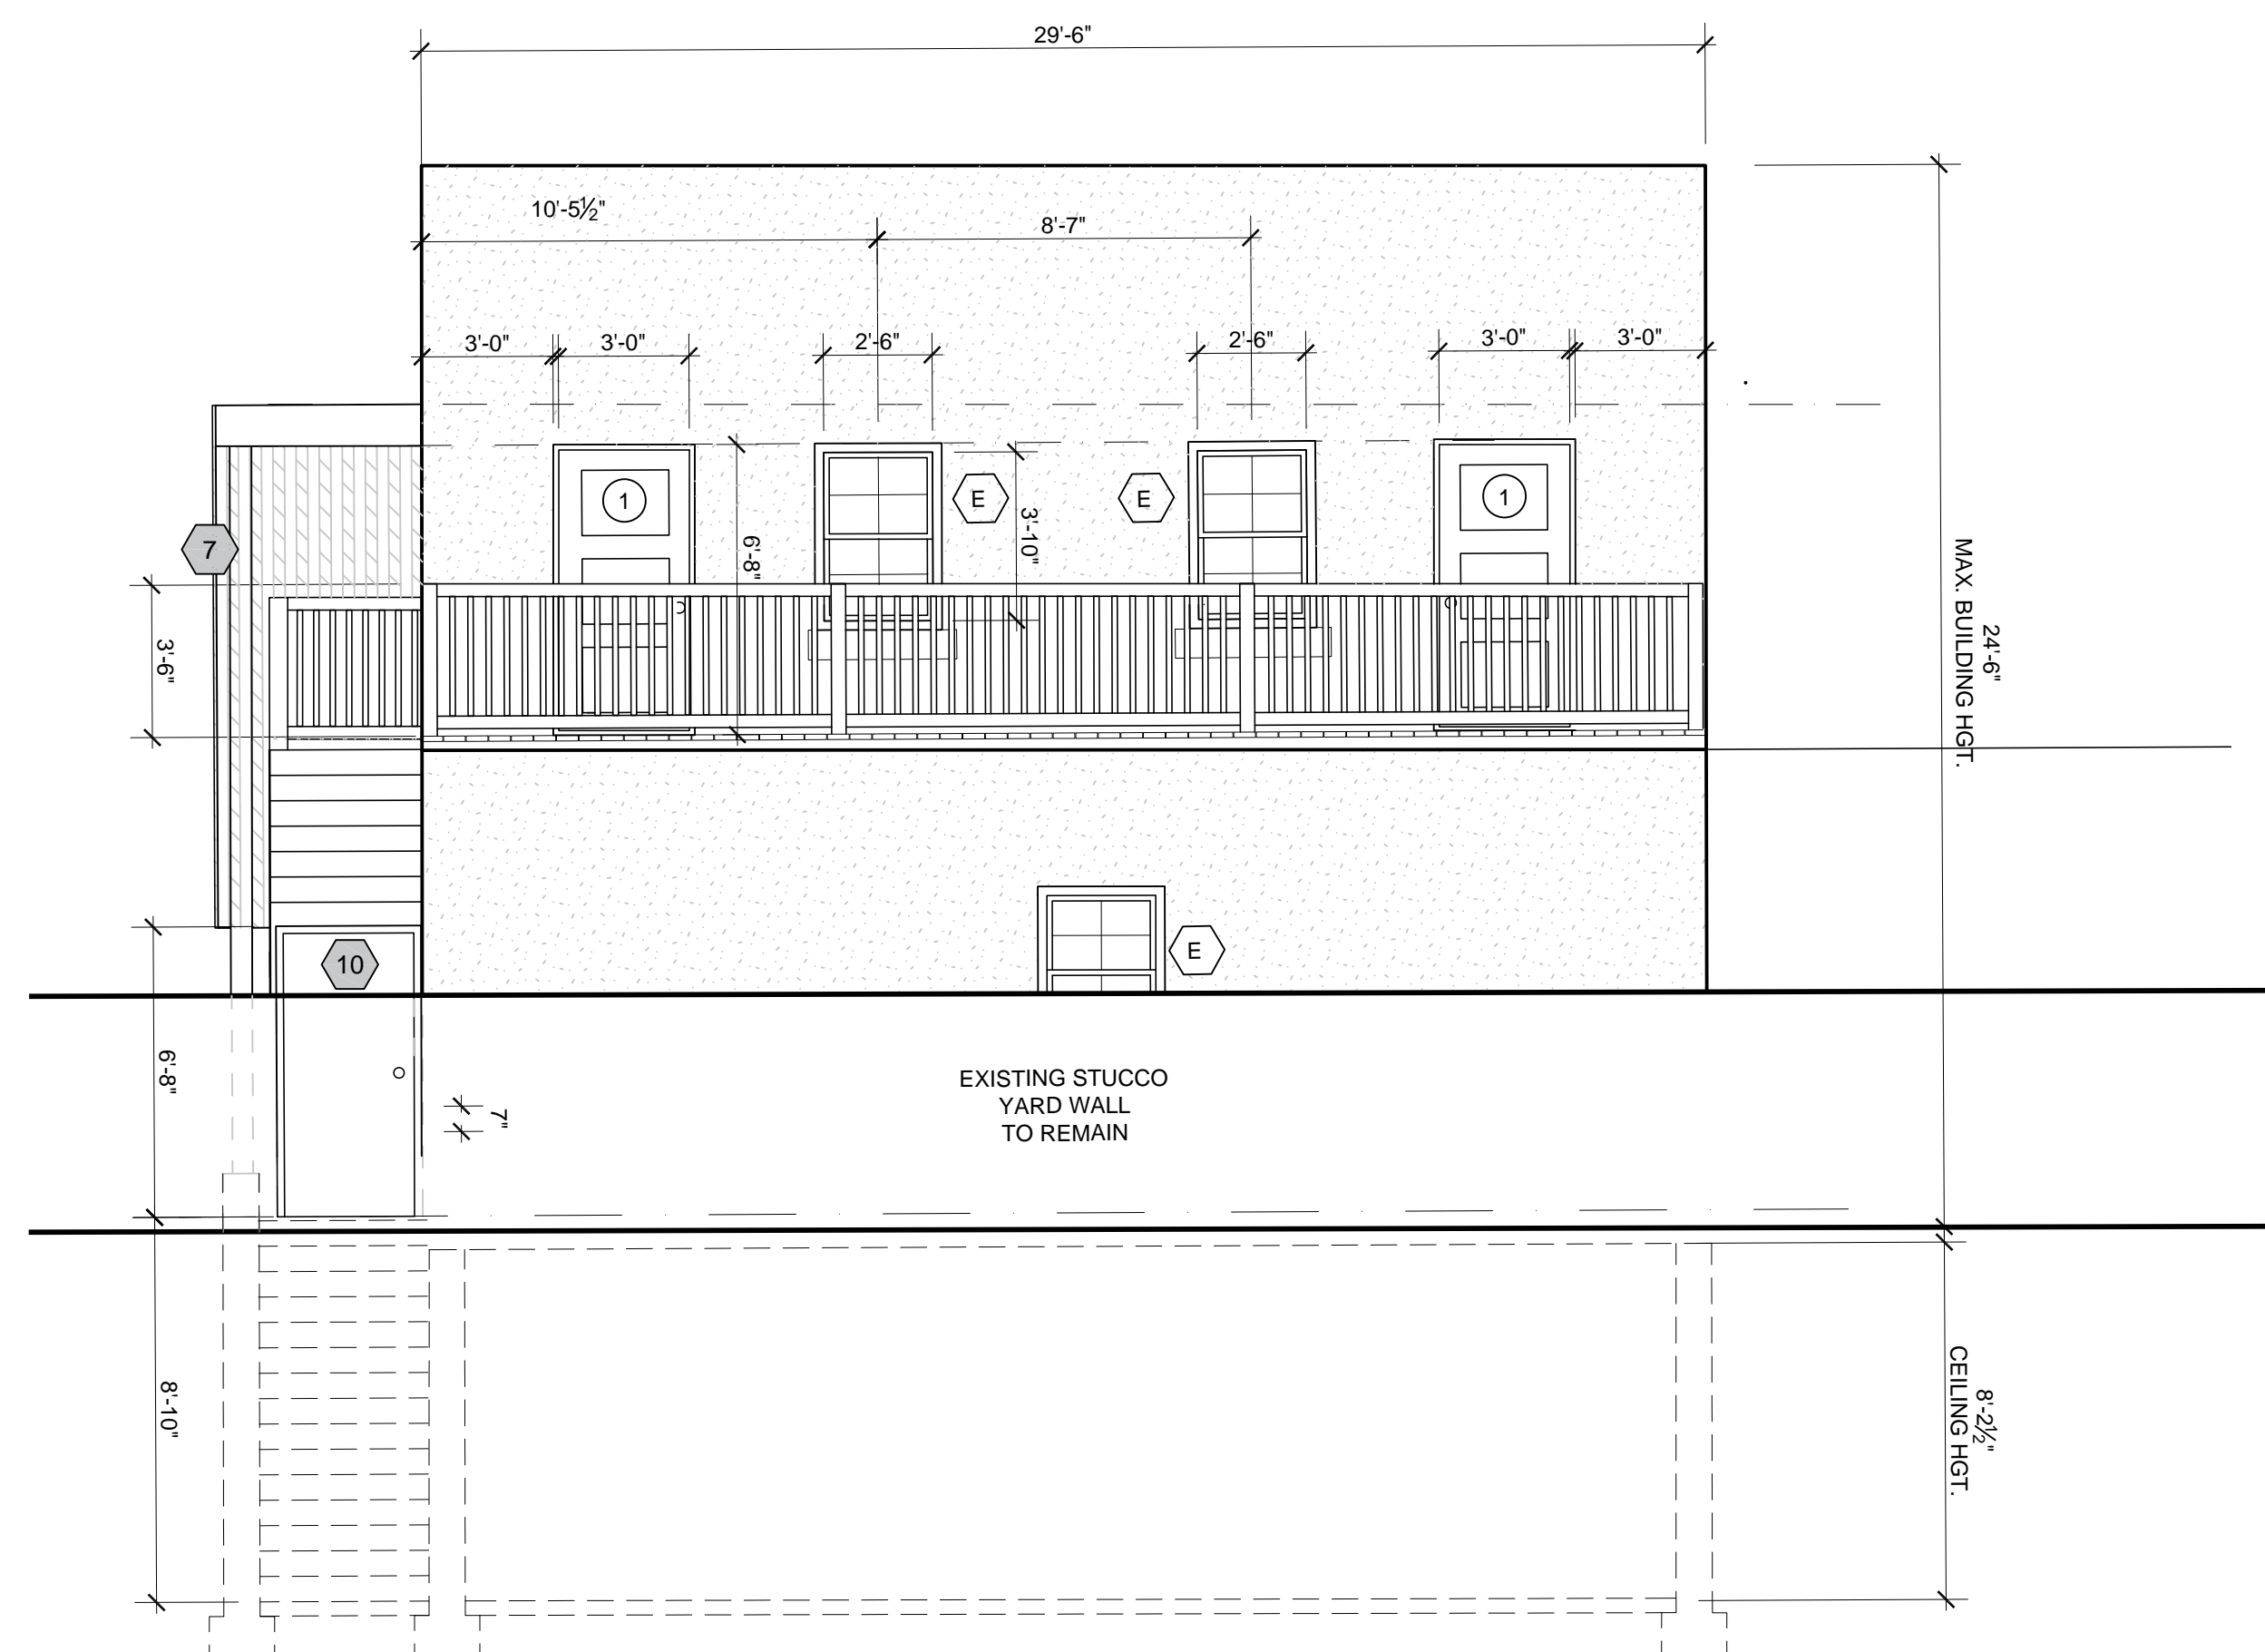 29'-6"
10'-5½"
8'-7"
3'-0"
3'-0"
2'-6"
2'-6"
3'-0"
3'-0"
1
E
E
1
3'-10"
6'-8"
7
3'-6"
24'-6"
MAX. BUILDING HGT.
E
10
6'-8"
7"
EXISTING STUCCO
YARD WALL
TO REMAIN
8'-10"
8'-2½"
CEILING HGT.